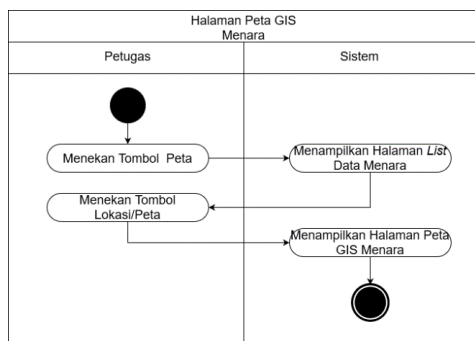 Halaman Peta GIS
Menara
Petugas
Sistem
Menekan Tombol Peta
Menampilkan Halaman List
Data Menara
Menekan Tombol
Lokasi/Peta
Menampilkan Halaman Peta
GIS Menara